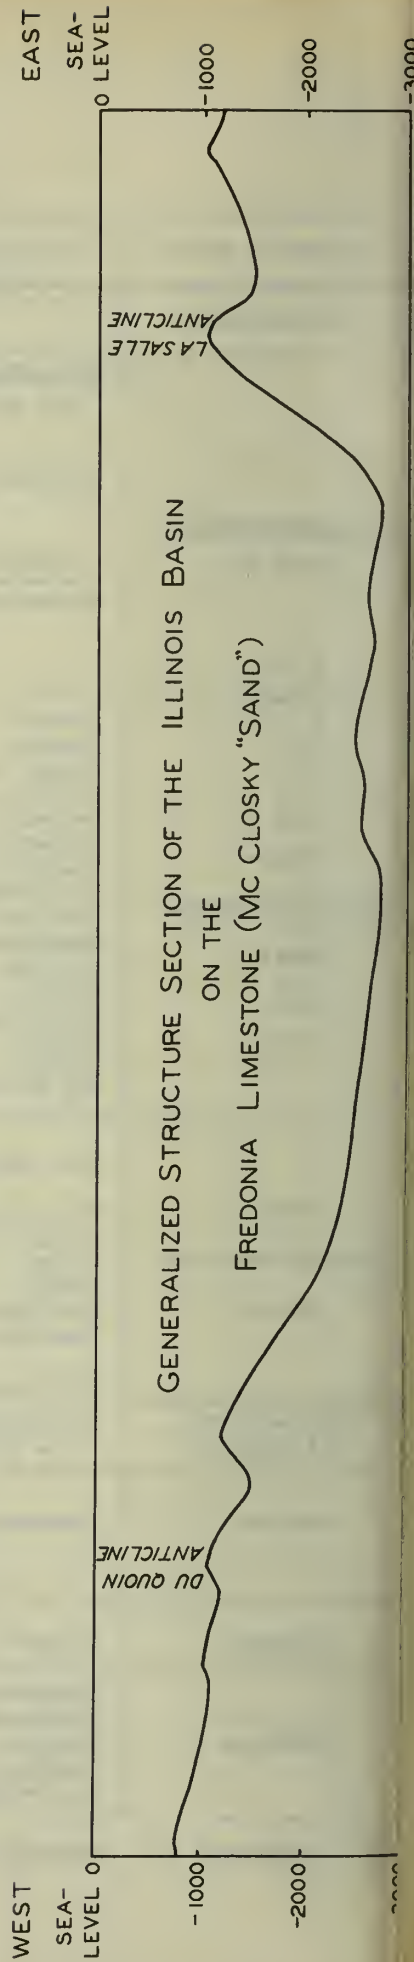 WEST
SEA-
LEVEL
0
-1000
-2000
DU QUOIN
ANTICLINE
GENERALIZED STRUCTURE SECTION OF THE ILLINOIS BASIN
ON THE
FREDONIA LIMESTONE (MC CLOSKY "SAND")
LA SALLE
ANTICLINE
EAST
SEA-
LEVEL
0
-1000
-2000
-3000